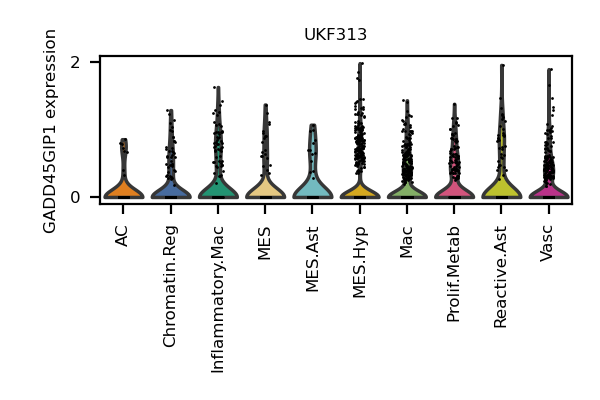 UKF313
GADD45GIP1 expression
2
0
AC
Chromatin.Reg
Inflammatory.Mac
MES
MES.Ast
MES.Hyp
Mac
Prolif.Metab
Reactive.Ast
Vasc